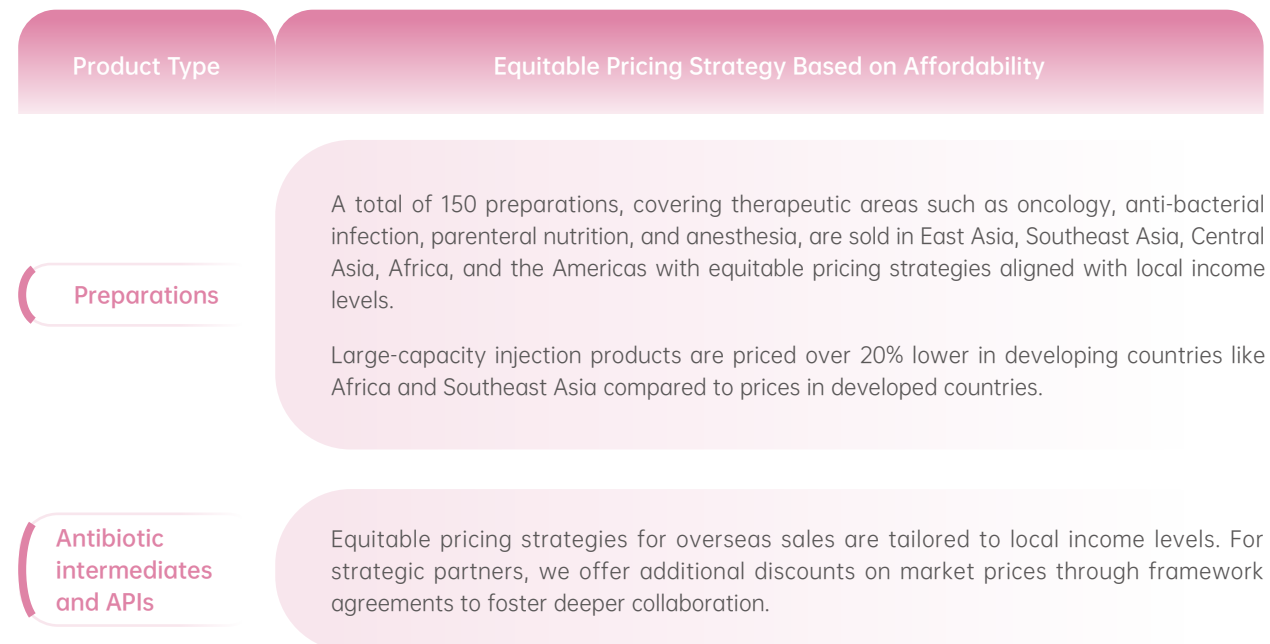 Product Type
Equitable Pricing Strategy Based on Affordability
Preparations
A total of 150 preparations, covering therapeutic areas such as oncology, anti-bacterial
infection, parenteral nutrition, and anesthesia, are sold in East Asia, Southeast Asia, Central
Asia, Africa, and the Americas with equitable pricing strategies aligned with local income
levels.
Large-capacity injection products are priced over 20% lower in developing countries like
Africa and Southeast Asia compared to prices in developed countries.
Antibiotic
intermediates
and APIs
Equitable pricing strategies for overseas sales are tailored to local income levels. For
strategic partners, we offer additional discounts on market prices through framework
agreements to foster deeper collaboration.